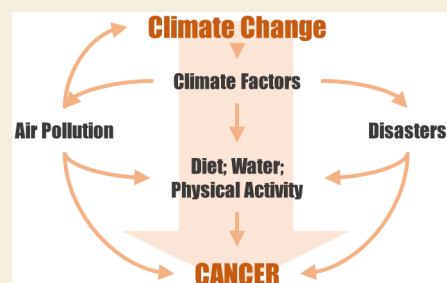 Climate Change
Climate Factors
Air Pollution
Disasters
Diet; Water;
Physical Activity
CANCER